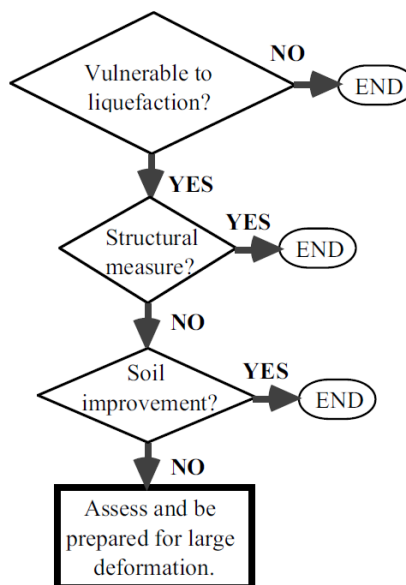 Vulnerable to
liquefaction?
NO
END
YES
Structural
measure?
YES
END
NO
Soil
improvement?
YES
END
NO
Assess and be
prepared for large
deformation.